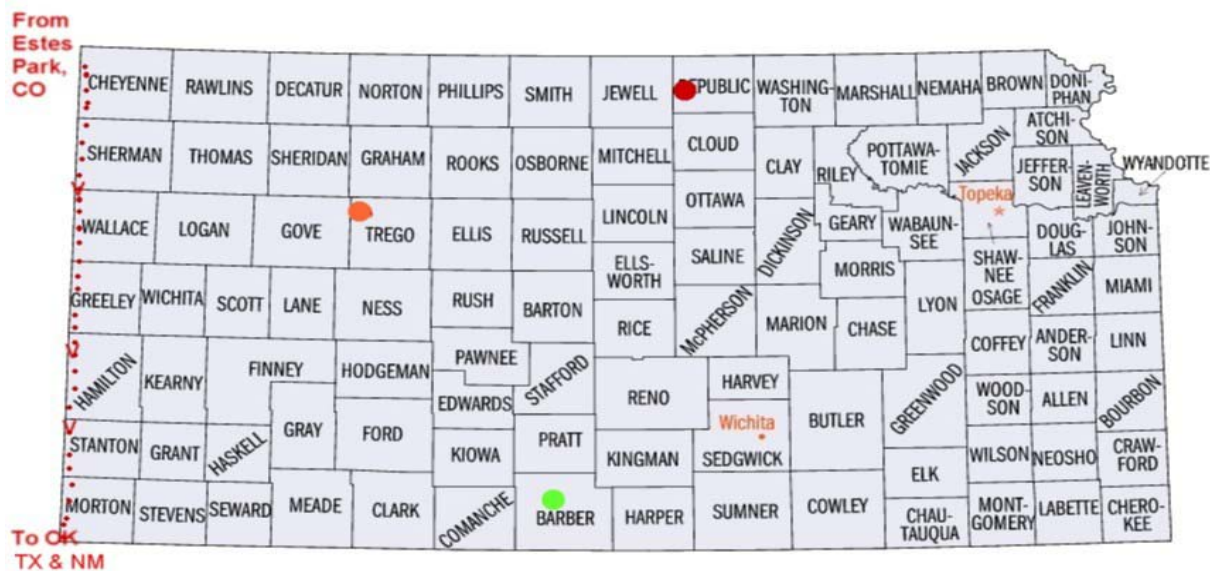 From
Estes
Park,
CO
CHEYENNE
RAWLINS
DECATUR
NORTON
PHILLIPS
SMITH
JEWELL
EPUBLIC
WASHING-
TON
MARSHALL
NEMAHA
BROWN
DONI-
PHAN
ATCHI-
SON
SHERMAN
THOMAS
SHERIDAN
GRAHAM
ROOKS
OSBORNE
MITCHELL
CLOUD
CLAY
RILEY
POTTAWA-
TOMIE
JACKSON
JEFFER-
SON
LEAVEN-
WORTH
WYANDOTTE
Topeka
*
WALLACE
LOGAN
GOVE
TREGO
ELLIS
RUSSELL
LINCOLN
OTTAWA
SALINE
DICKINSON
GEARY
WABAUN-
SEE
SHAW-
NEE
DOUG-
LAS
JOHN-
SON
ELLS-
WORTH
MORRIS
OSAGE
FRANKLIN
MIAMI
GREELEY
WICHITA
SCOTT
LANE
NESS
RUSH
BARTON
RICE
McPHERSON
MARION
CHASE
LYON
COFFEY
ANDER-
SON
LINN
HAMILTON
KEARNY
FINNEY
HODGEMAN
PAWNEE
STAFFORD
RENO
HARVEY
BUTLER
GREENWOOD
WOOD-
SON
ALLEN
BOURBON
EDWARDS
Wichita
STANTON
GRANT
HASKELL
GRAY
FORD
KIOWA
PRATT
KINGMAN
SEDGWICK
ELK
WILSON
NEOSHO
CRAW-
FORD
MORTON
STEVENS
SEWARD
MEADE
CLARK
COMANCHE
BARBER
HARPER
SUMNER
COWLEY
CHAU-
TAUQUA
MONT-
GOMERY
LABETTE
CHERO-
KEE
To OK
TX & NM